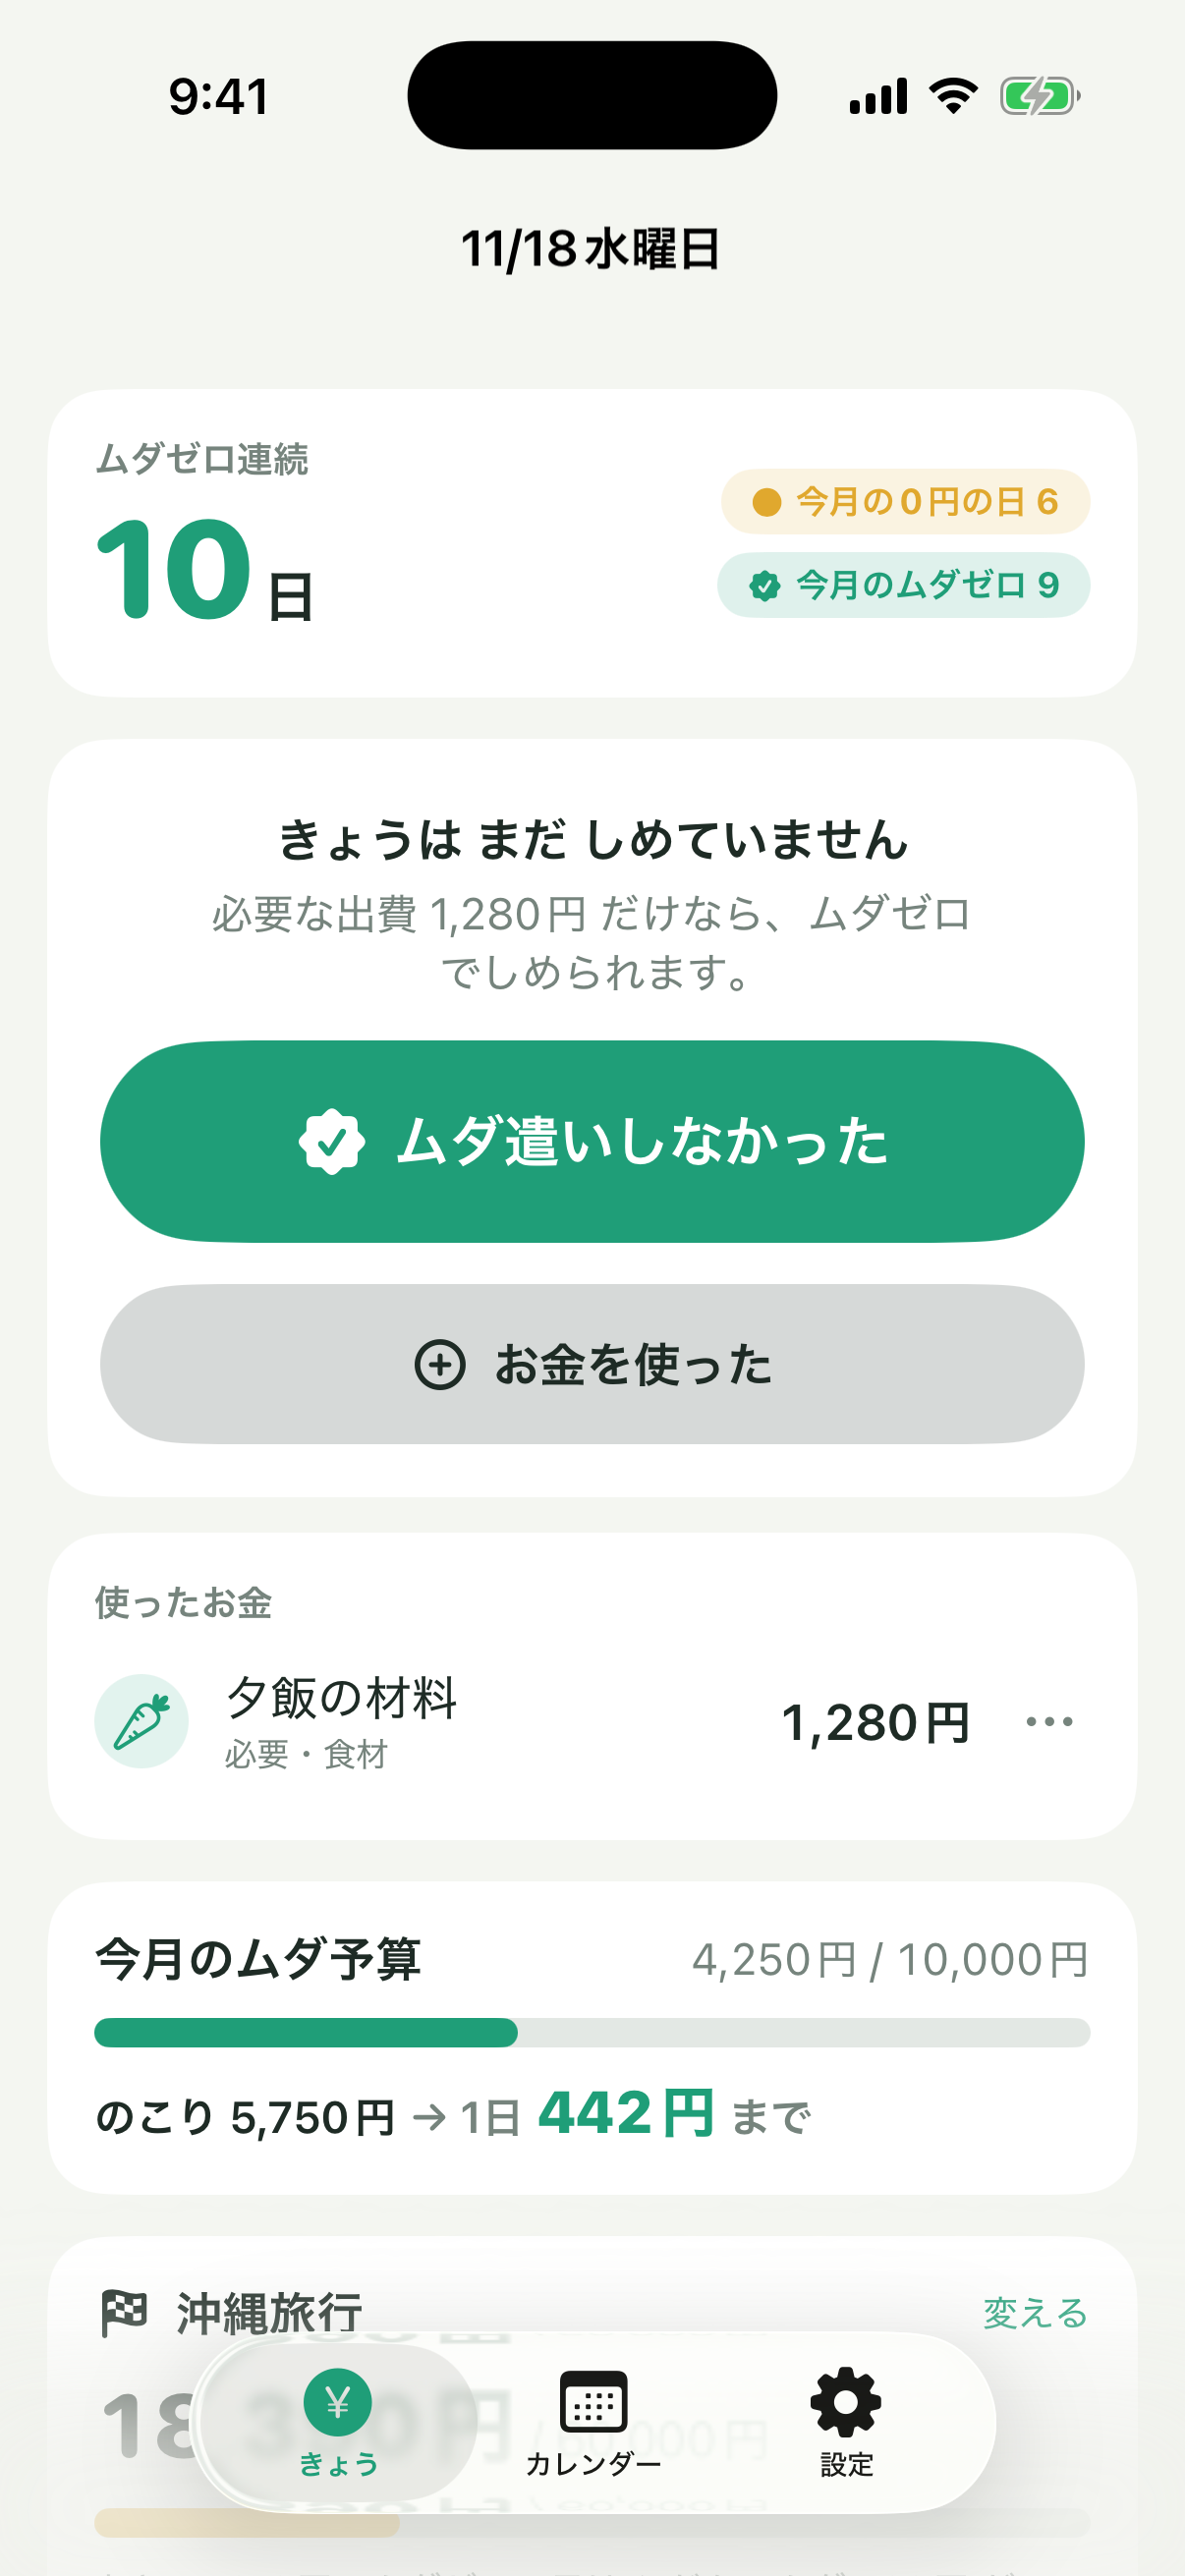 9:41
11/18水曜日
ムダゼロ連続
10日
今月の0円の日 6
今月のムダゼロ 9
きょうは まだ しめていません
必要な出費 1,280円 だけなら、ムダゼロ
でしめられます。
ムダ遣いしなかった
お金を使った
使ったお金
夕飯の材料
必要・食材
1,280円
今月のムダ予算
4,250円 / 10,000円
のこり 5,750円 → 1日 442円 まで
沖縄旅行
変える
きょう
カレンダー
設定